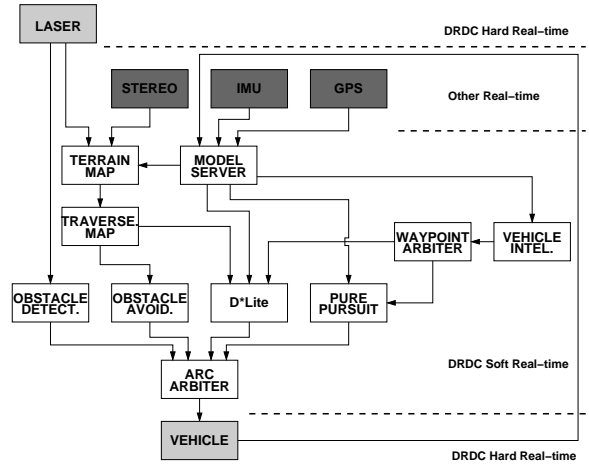 LASER
DRDC Hard Real-time
STEREO
IMU
GPS
Other Real-time
TERRAIN
MAP
MODEL
SERVER
TRAVERSE.
MAP
WAYPOINT
ARBITER
VEHICLE
INTEL.
OBSTACLE
DETECT.
OBSTACLE
AVOID.
D*Lite
PURE
PURSUIT
ARC
ARBITER
DRDC Soft Real-time
VEHICLE
DRDC Hard Real-time